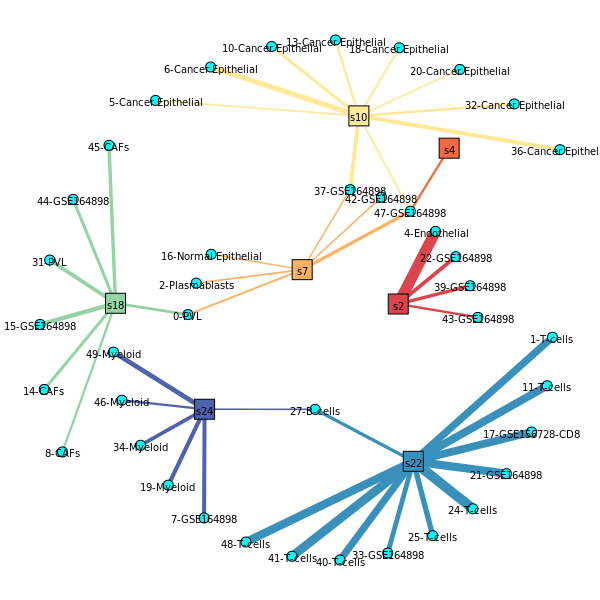 13-Cancer Epithelial
10-Cancer Epithelial
18-Cancer Epithelial
6-Cancer Epithelial
20-Cancer Epithelial
5-Cancer Epithelial
32-Cancer Epithelial
s10
45-CAFs
s4
36-Cancer Epithel
37-GSE164898
42-GSE164898
44-GSE164898
47-GSE164898
4-Endothelial
16-Normal Epithelial
22-GSE164898
31-PVL
s7
2-Plasmablasts
39-GSE164898
s18
s2
0-PVL
43-GSE164898
15-GSE164898
1-T-cells
49-Myeloid
11-T-cells
14-CAFs
46-Myeloid
s24
27-B-cells
17-GSE156728-CD8
34-Myeloid
8-CAFs
s22
21-GSE164898
19-Myeloid
24-T-cells
7-GSE164898
25-T-cells
48-T-cells
33-GSE164898
41-T-cells
40-T-cells